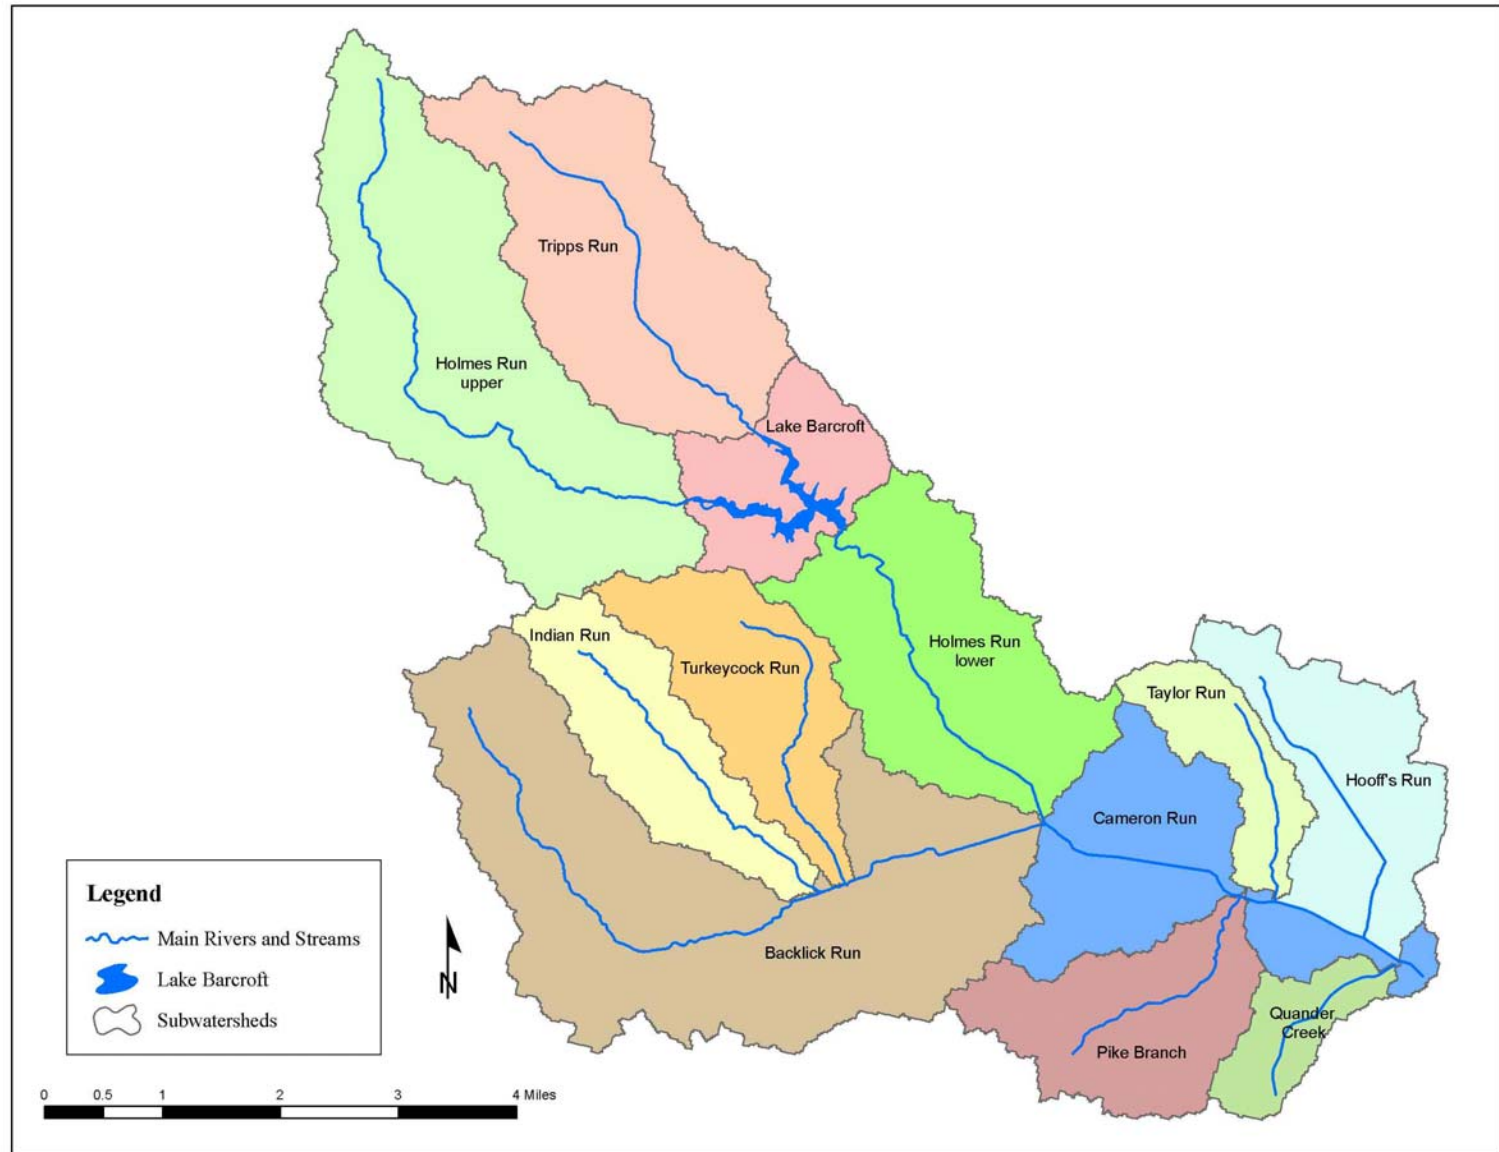 Tripps Run
Holmes Run
upper
Lake Barcroft
Indian Run
Turkeycock Run
Holmes Run
lower
Taylor Run
Hooff's Run
Cameron Run
Backlick Run
Quander
Creek
Pike Branch
Legend
Main Rivers and Streams
Lake Barcroft
Subwatersheds
N
0 0.5 1 2 3 4 Miles